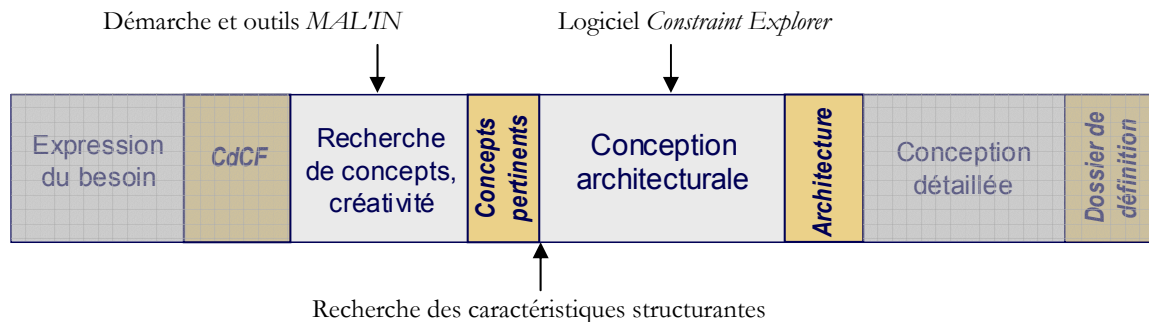 Démarche et outils MAL'IN
Logiciel Constraint Explorer
Expression
du besoin
CdCF
Recherche
de concepts,
créativité
Concepts
pertinents
Conception
architecturale
Architecture
Conception
détaillée
Dossier de
définition
Recherche des caractéristiques structurantes